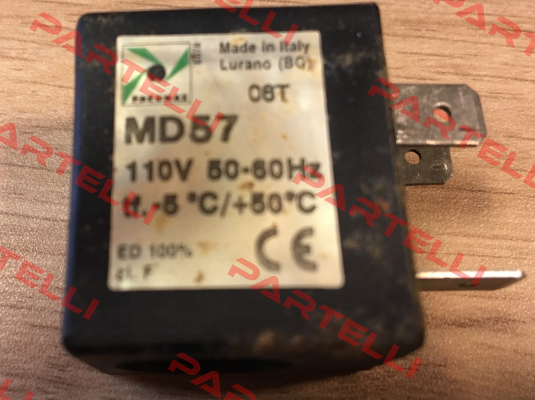 PNEUMAX
Made in Italy
Lurano (BG)
08T
MD57
110V 50-60Hz
t. -5 °C/+50°C
ED 100%
cl. F
CE
PARTELLI
PARTELLI
PARTELLI
PARTELLI
PARTELLI
PARTELLI